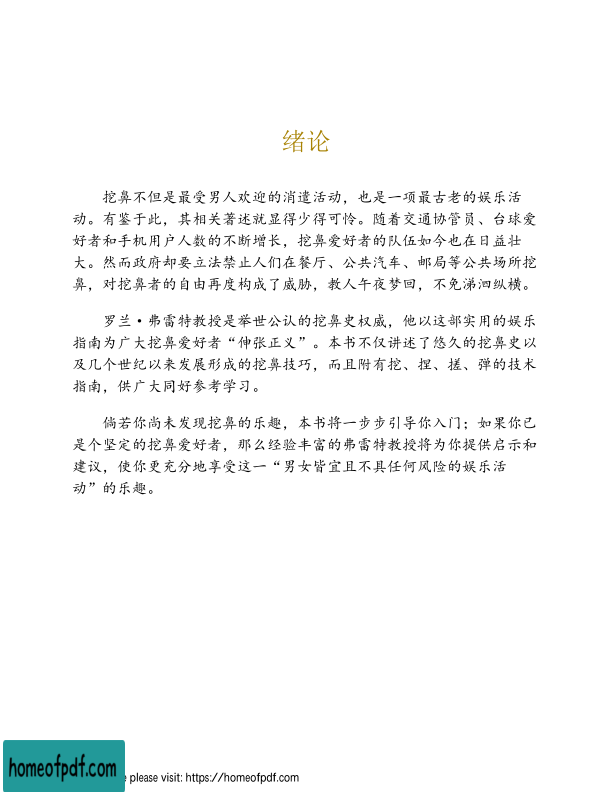 绪论
挖鼻不但是最受男人欢迎的消遣活动，也是一项最古老的娱乐活
动。有鉴于此，其相关著述就显得少得可怜。随着交通协管员、台球爱
好者和手机用户人数的不断增长，挖鼻爱好者的队伍如今也在日益壮
大。然而政府却要立法禁止人们在餐厅、公共汽车、邮局等公共场所挖
鼻，对挖鼻者的自由再度构成了威胁，教人午夜梦回，不免涕泗纵横。
罗兰·弗雷特教授是举世公认的挖鼻史权威，他以这部实用的娱乐
指南为广大挖鼻爱好者“伸张正义”。本书不仅讲述了悠久的挖鼻史以
及几个世纪以来发展形成的挖鼻技巧，而且附有挖、捏、搓、弹的技术
指南，供广大同好参考学习。
倘若你尚未发现挖鼻的乐趣，本书将一步步引导你入门；如果你已
是个坚定的挖鼻爱好者，那么经验丰富的弗雷特教授将为你提供启示和
建议，使你更充分地享受这一“男女皆宜且不具任何风险的娱乐活
动”的乐趣。
homeofpdf.com
please visit: https://homeofpdf.com